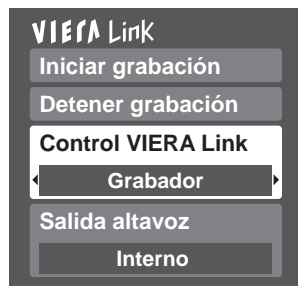 VIERA Link
Iniciar grabación
Detener grabación
Control VIERA Link
Grabador
Salida altavoz
Interno